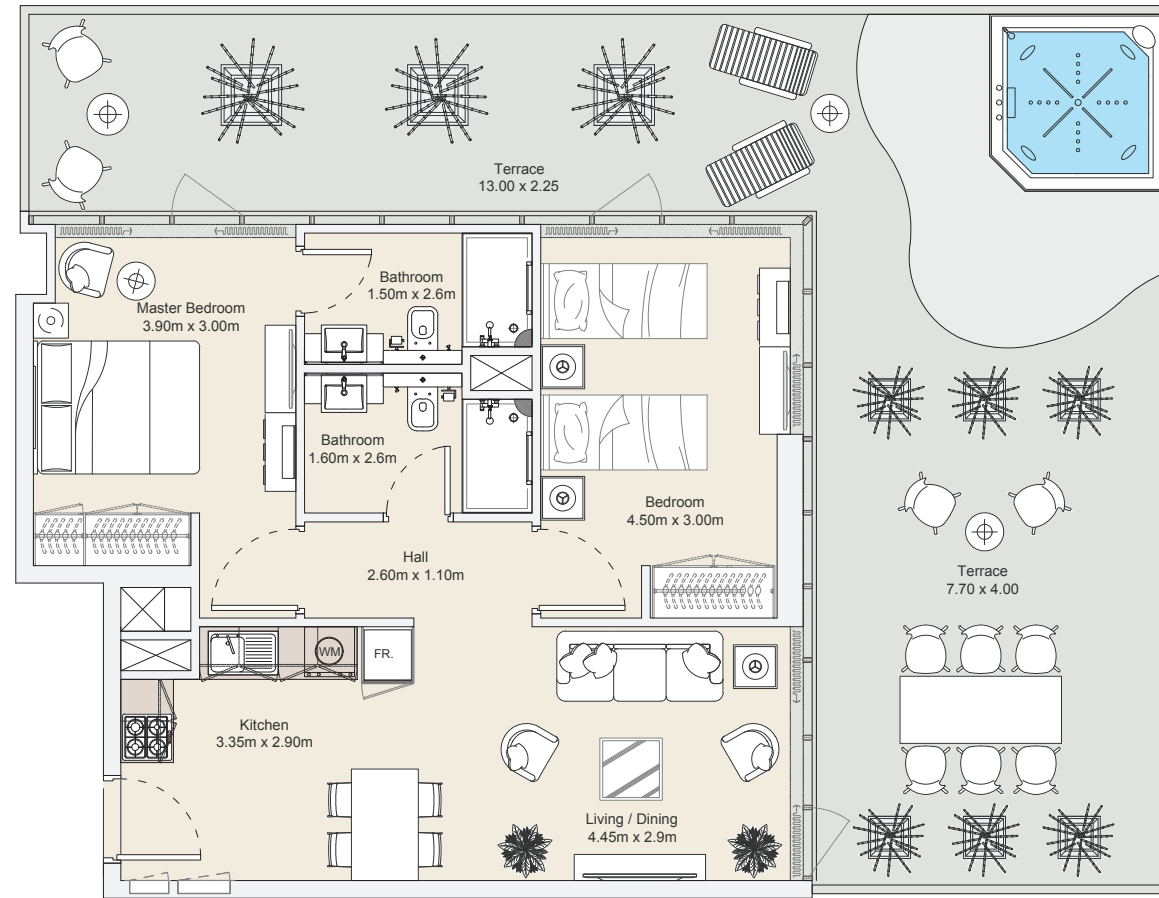 Terrace
13.00 x 2.25
Bathroom
1.50m x 2.6m
Master Bedroom
3.90m x 3.00m
Bathroom
1.60m x 2.6m
Bedroom
4.50m x 3.00m
Hall
2.60m x 1.10m
Terrace
7.70 x 4.00
WM
FR.
Kitchen
3.35m x 2.90m
Living / Dining
4.45m x 2.9m